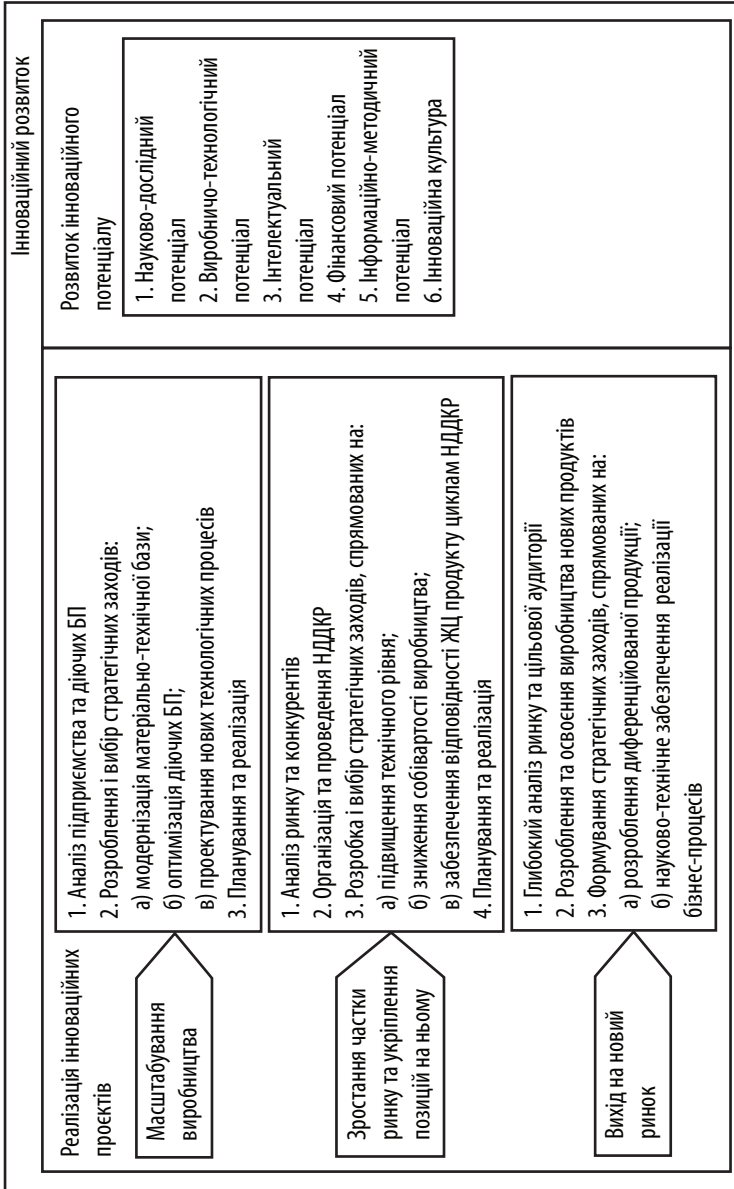 Інноваційний розвиток
Реалізація інноваційних
проєктів
Масштабування
виробництва
1. Аналіз підприємства та діючих БП
2. Розроблення і вибір стратегічних заходів:
а) модернізація матеріально-технічної бази;
б) оптимізація діючих БП;
в) проектування нових технологічних процесів
3. Планування та реалізація
Зростання частки
ринку та укріплення
позицій на ньому
1. Аналіз ринку та конкурентів
2. Організація та проведення НДДКР
3. Розробка і вибір стратегічних заходів, спрямованих на:
а) підвищення технічного рівня;
б) зниження собівартості виробництва;
в) забезпечення відповідності ЖЦ продукту циклам НДДКР
4. Планування та реалізація
Вихід на новий
ринок
1. Глибокий аналіз ринку та цільової аудиторії
2. Розроблення та освоєння виробництва нових продуктів
3. Формування стратегічних заходів, спрямованих на:
а) розроблення диференційованої продукції;
б) науково-технічне забезпечення реалізації
бізнес-процесів
Розвиток інноваційного
потенціалу
1. Науково-дослідний
потенціал
2. Виробничо-технологічний
потенціал
3. Інтелектуальний
потенціал
4. Фінансовий потенціал
5. Інформаційно-методичний
потенціал
6. Інноваційна культура